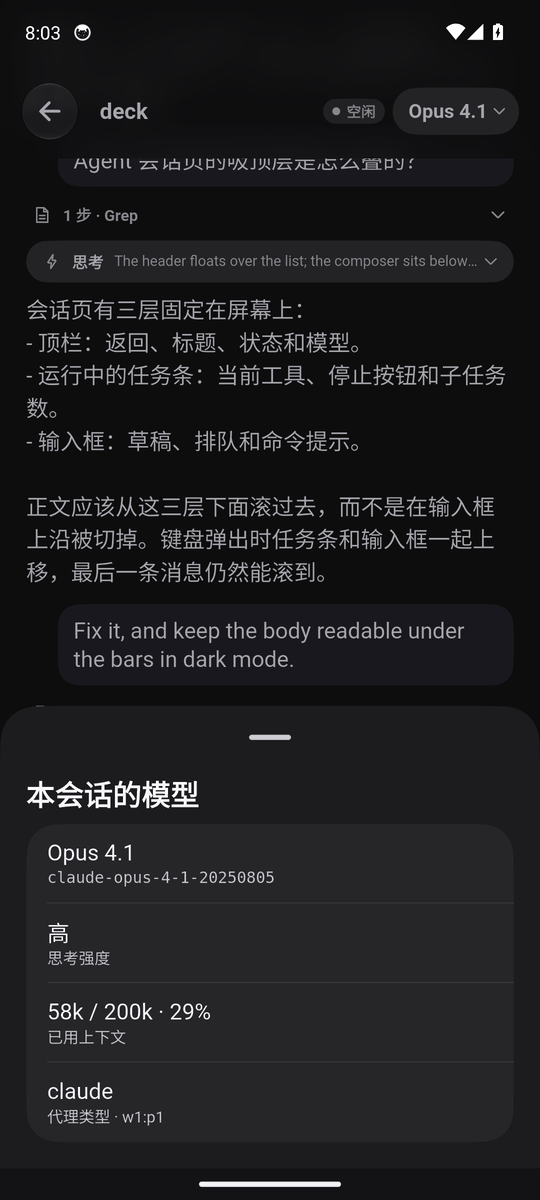 8:03
deck
空闲
Opus 4.1
Agent 会话页的吸顶层是怎么叠的？
1 步 · Grep
思考 The header floats over the list; the composer sits below…
会话页有三层固定在屏幕上：
- 顶栏：返回、标题、状态和模型。
- 运行中的任务条：当前工具、停止按钮和子任务
数。
- 输入框：草稿、排队和命令提示。
正文应该从这三层下面滚过去，而不是在输入框
上沿被切掉。键盘弹出时任务条和输入框一起上
移，最后一条消息仍然能滚到。
Fix it, and keep the body readable under
the bars in dark mode.
本会话的模型
Opus 4.1
claude-opus-4-1-20250805
高
思考强度
58k / 200k · 29%
已用上下文
claude
代理类型 · w1:p1